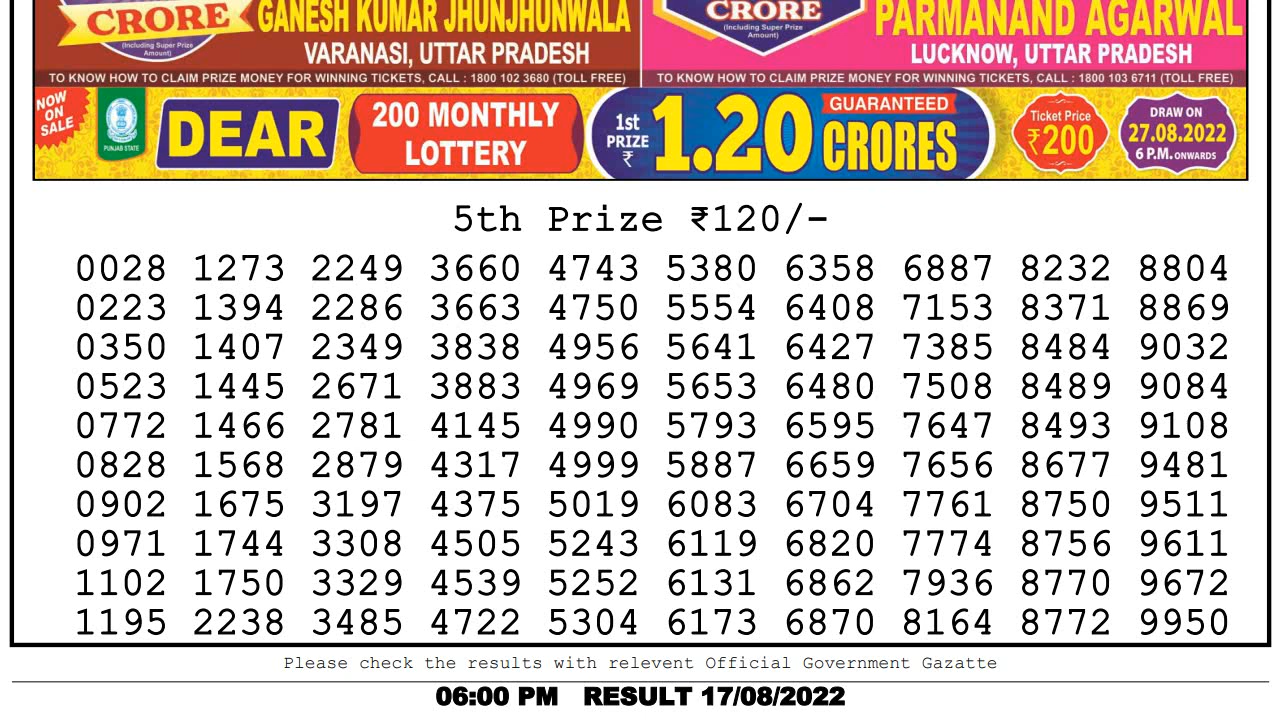 CRORE
(Including Super Prize
Amount)
GANESH KUMAR JHUNJHUNWALA
VARANASI, UTTAR PRADESH
TO KNOW HOW TO CLAIM PRIZE MONEY FOR WINNING TICKETS, CALL : 1800 102 3680 (TOLL FREE)
CRORE
(Including Super Prize
Amount)
PARMANAND AGARWAL
LUCKNOW, UTTAR PRADESH
TO KNOW HOW TO CLAIM PRIZE MONEY FOR WINNING TICKETS, CALL : 1800 103 6711 (TOLL FREE)
NOW
ON
SALE
PUNJAB STATE
DEAR
200 MONTHLY
LOTTERY
1st
PRIZE
₹
1.20
GUARANTEED
CRORES
Ticket Price
₹200
DRAW ON
27.08.2022
6 P.M. ONWARDS
5th Prize ₹120/-
0028 1273 2249 3660 4743 5380 6358 6887 8232 8804
0223 1394 2286 3663 4750 5554 6408 7153 8371 8869
0350 1407 2349 3838 4956 5641 6427 7385 8484 9032
0523 1445 2671 3883 4969 5653 6480 7508 8489 9084
0772 1466 2781 4145 4990 5793 6595 7647 8493 9108
0828 1568 2879 4317 4999 5887 6659 7656 8677 9481
0902 1675 3197 4375 5019 6083 6704 7761 8750 9511
0971 1744 3308 4505 5243 6119 6820 7774 8756 9611
1102 1750 3329 4539 5252 6131 6862 7936 8770 9672
1195 2238 3485 4722 5304 6173 6870 8164 8772 9950
Please check the results with relevent Official Government Gazatte
06:00 PM RESULT 17/08/2022